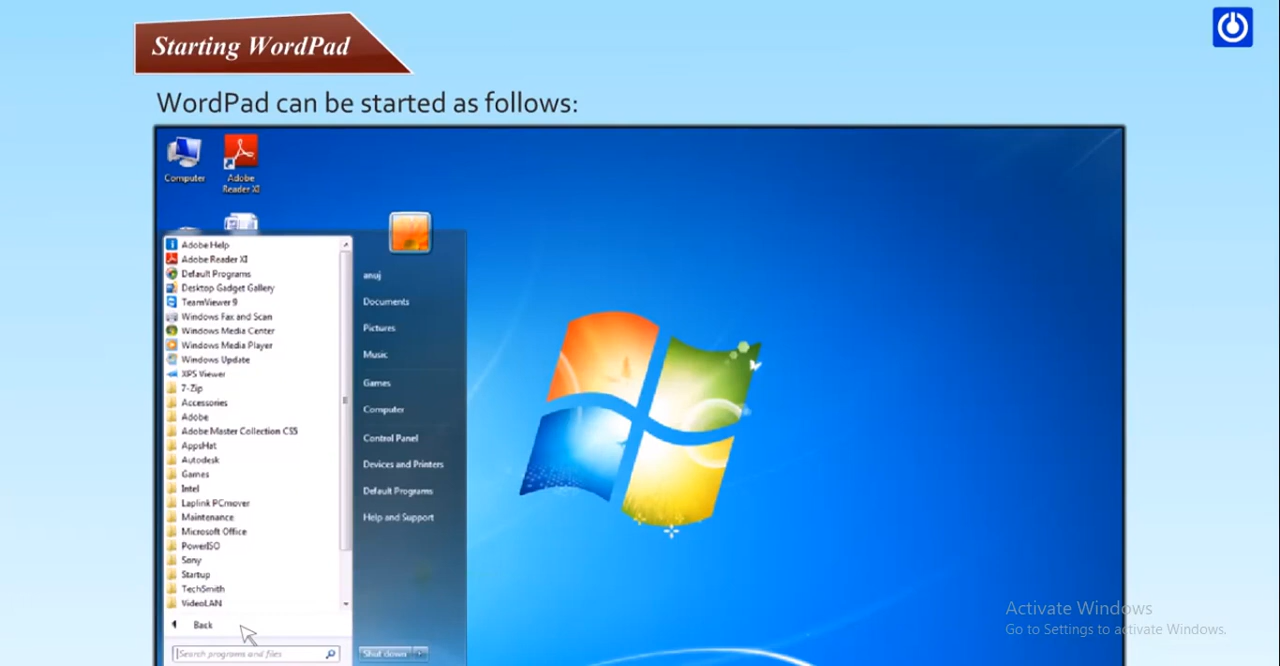 Starting WordPad
WordPad can be started as follows:
Computer
Adobe
Reader XI
Adobe Help
Adobe Reader XI
Default Programs
Desktop Gadget Gallery
TeamViewer 9
Windows Fax and Scan
Windows Media Center
Windows Media Player
Windows Update
XPS Viewer
7-Zip
Accessories
Adobe
Adobe Master Collection CS5
AppsHat
Autodesk
Games
Intel
Laplink PCmover
Maintenance
Microsoft Office
PowerISO
Sony
Startup
TechSmith
VideoLAN
Back
Search programs and files
anuj
Documents
Pictures
Music
Games
Computer
Control Panel
Devices and Printers
Default Programs
Help and Support
Shut down
Activate Windows
Go to Settings to activate Windows.